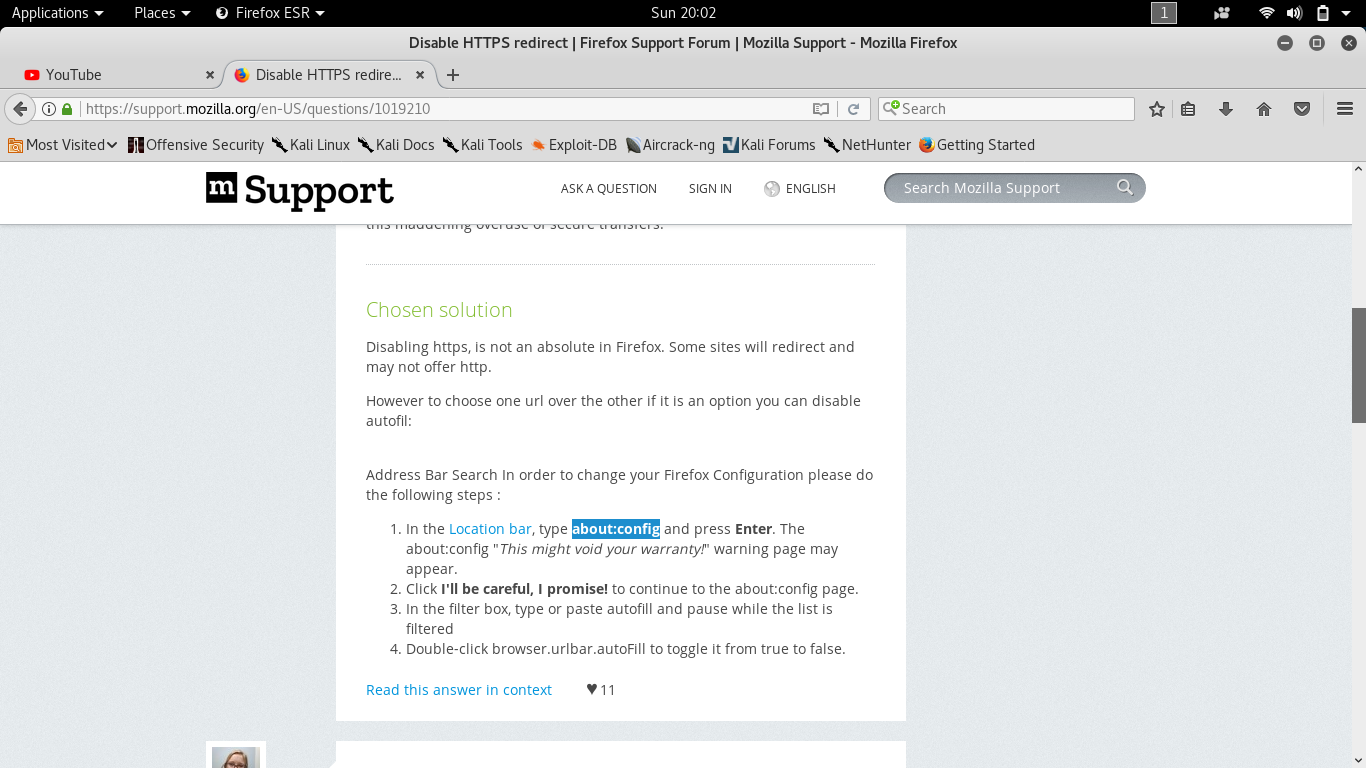 Applications Places Firefox ESR Sun 20:02 1
Disable HTTPS redirect | Firefox Support Forum | Mozilla Support - Mozilla Firefox
YouTube Disable HTTPS redire...
https://support.mozilla.org/en-US/questions/1019210 Search
Most Visited Offensive Security Kali Linux Kali Docs Kali Tools Exploit-DB Aircrack-ng Kali Forums NetHunter Getting Started
m Support ASK A QUESTION SIGN IN ENGLISH Search Mozilla Support
this maddening overuse of secure transfers.
Chosen solution
Disabling https, is not an absolute in Firefox. Some sites will redirect and
may not offer http.
However to choose one url over the other if it is an option you can disable
autofil:
Address Bar Search In order to change your Firefox Configuration please do
the following steps :
1. In the Location bar, type about:config and press Enter. The
about:config "This might void your warranty!" warning page may
appear.
2. Click I'll be careful, I promise! to continue to the about:config page.
3. In the filter box, type or paste autofill and pause while the list is
filtered
4. Double-click browser.urlbar.autoFill to toggle it from true to false.
Read this answer in context ♥ 11